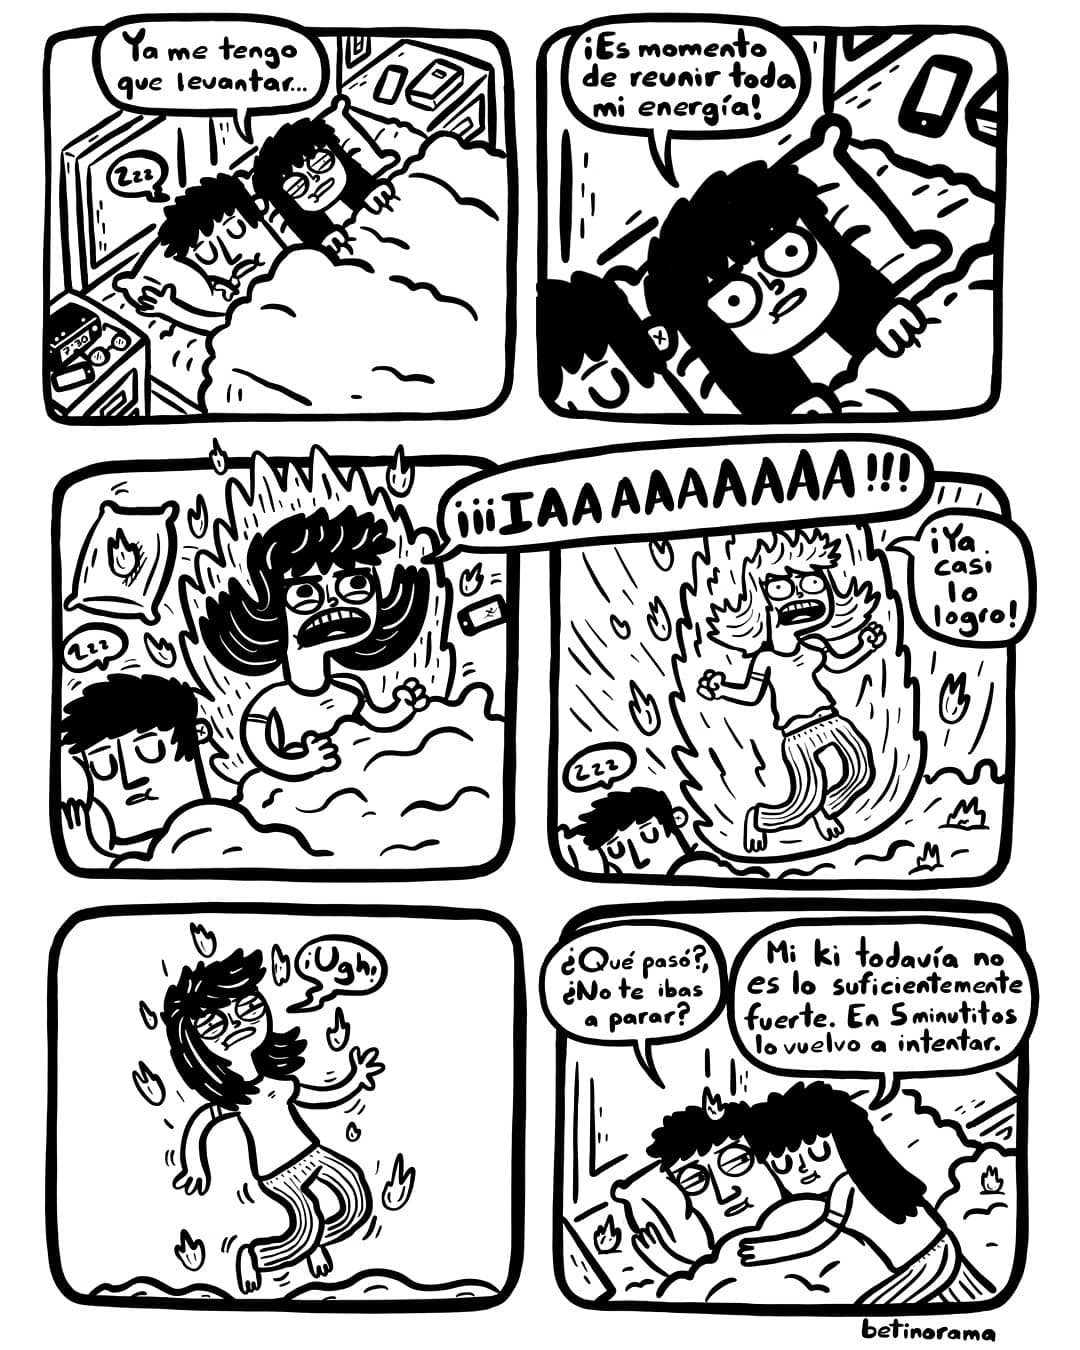 Ya me tengo
que levantar...
Zzz
7:30
¡Es momento
de reunir toda
mi energía!
¡¡¡IAAAAAAAAA!!!
zzz
¡Ya
casi
lo
logro!
zzz
¡Ugh!
¿Qué pasó?,
¿No te ibas
a parar?
Mi ki todavía no
es lo suficientemente
fuerte. En 5 minutitos
lo vuelvo a intentar.
betinorama